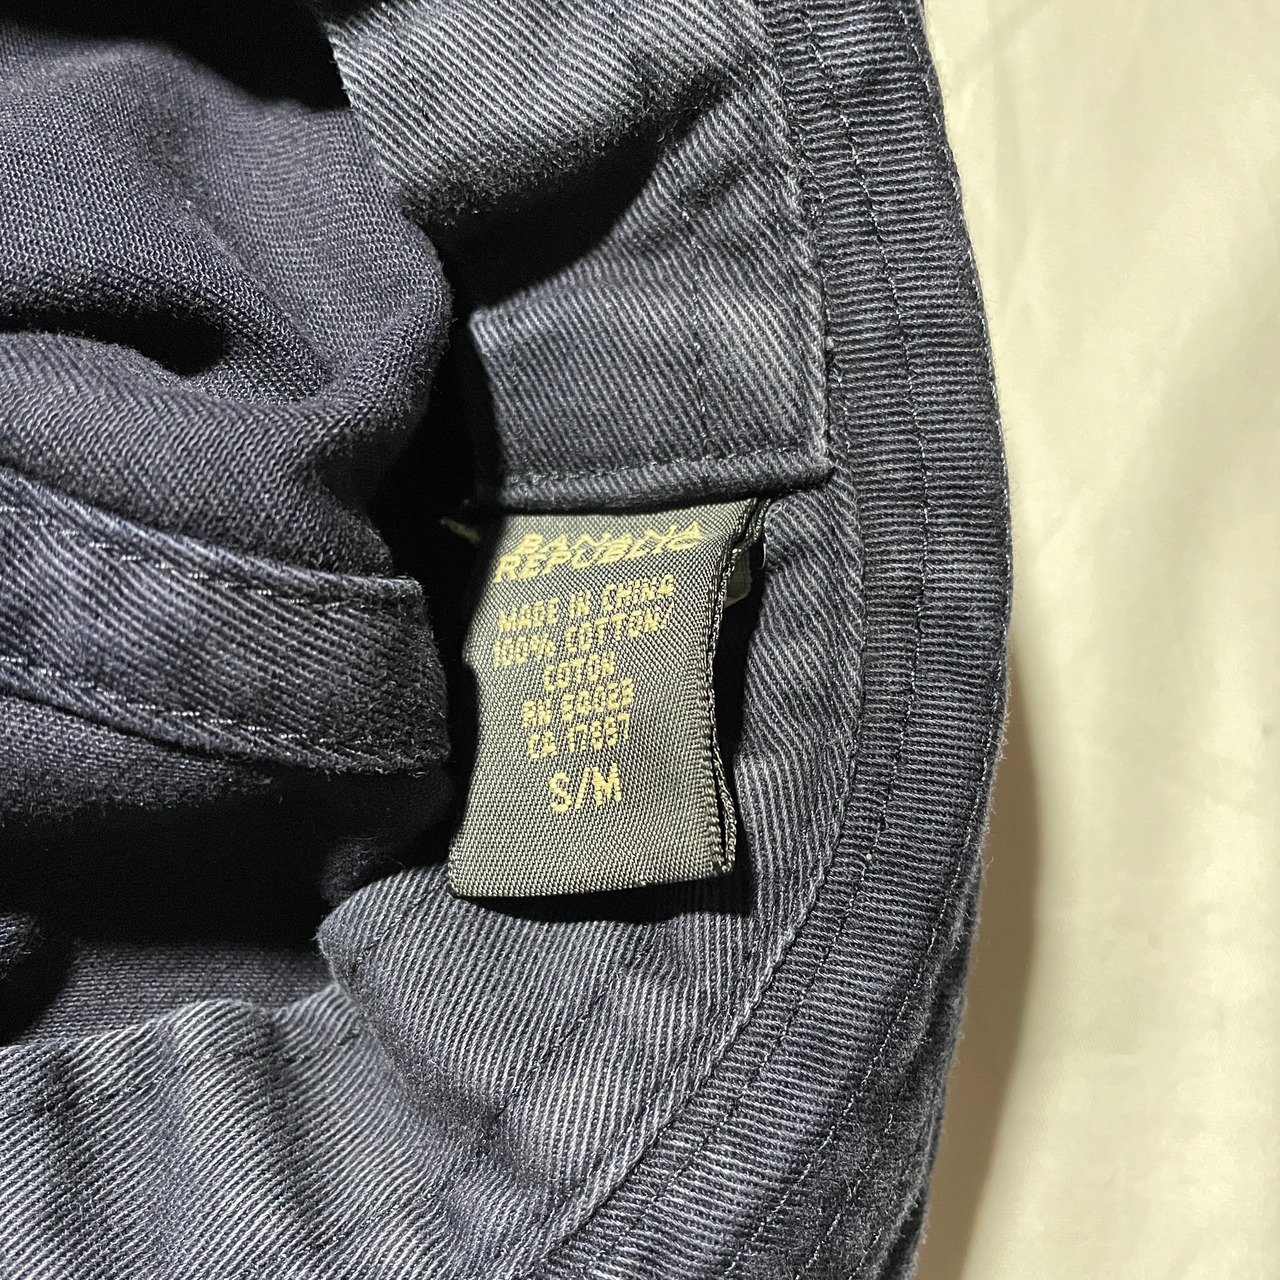 BANANA
REPUBLIC
MADE IN CHINA
100% COTTON
COTON
RN 54023
CA 17897
S/M